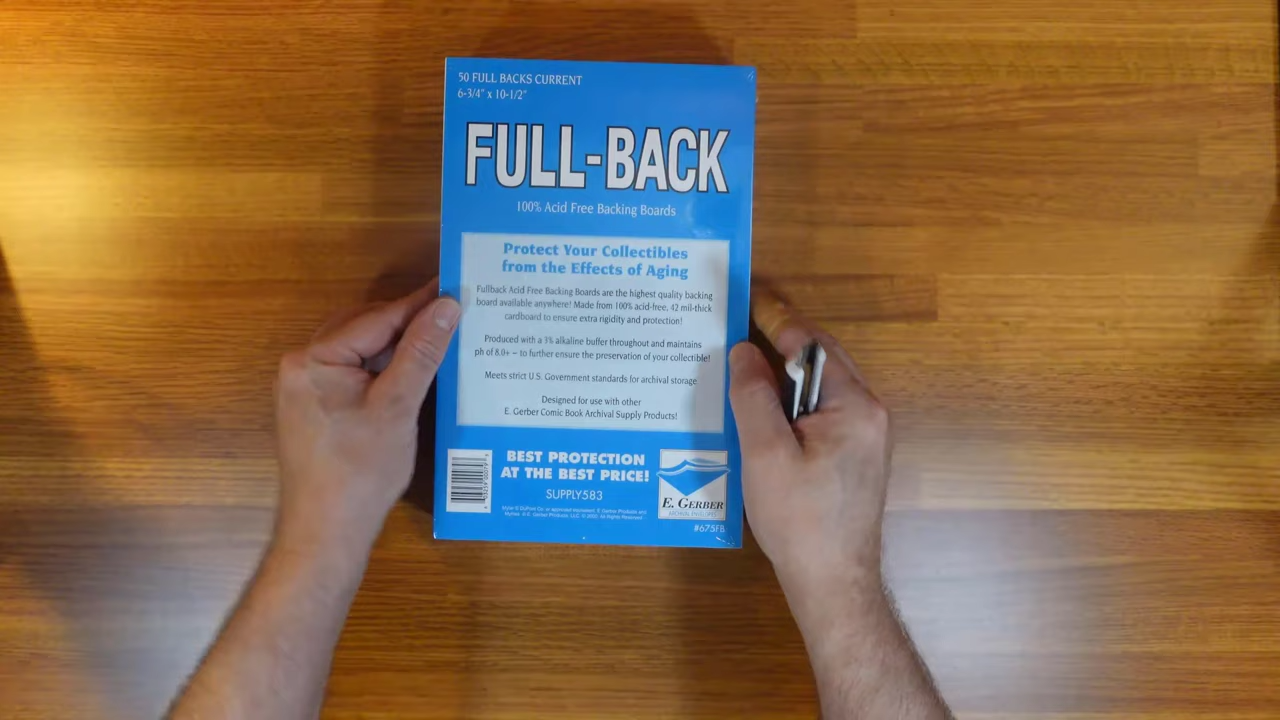 50 FULL BACKS CURRENT
6-3/4" x 10-1/2"
FULL-BACK
100% Acid Free Backing Boards
Protect Your Collectibles
from the Effects of Aging
Fullback Acid Free Backing Boards are the highest quality backing
board available anywhere! Made from 100% acid-free, 42 mil-thick
cardboard to ensure extra rigidity and protection!
Produced with a 3% alkaline buffer throughout and maintains
ph of 8.0+ – to further ensure the preservation of your collectible!
Meets strict U.S. Government standards for archival storage.
Designed for use with other
E. Gerber Comic Book Archival Supply Products!
BEST PROTECTION
AT THE BEST PRICE!
SUPPLY583
E. GERBER
#675FB